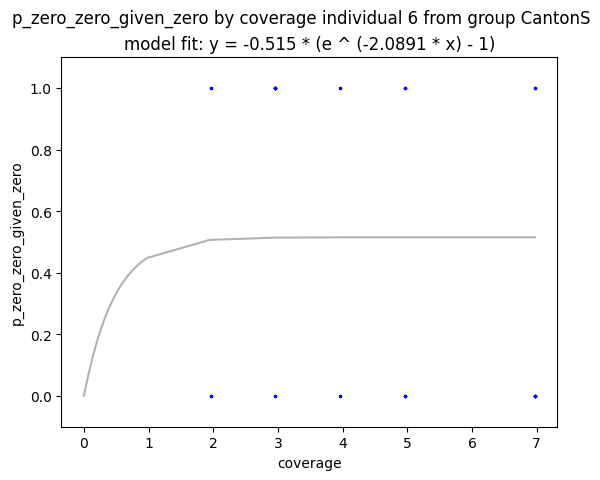 p_zero_zero_given_zero by coverage individual 6 from group CantonS
model fit: y = -0.515 * (e ^ (-2.0891 * x) - 1)
1.0
0.8
0.6
0.4
0.2
0.0
p_zero_zero_given_zero
0 1 2 3 4 5 6 7
coverage